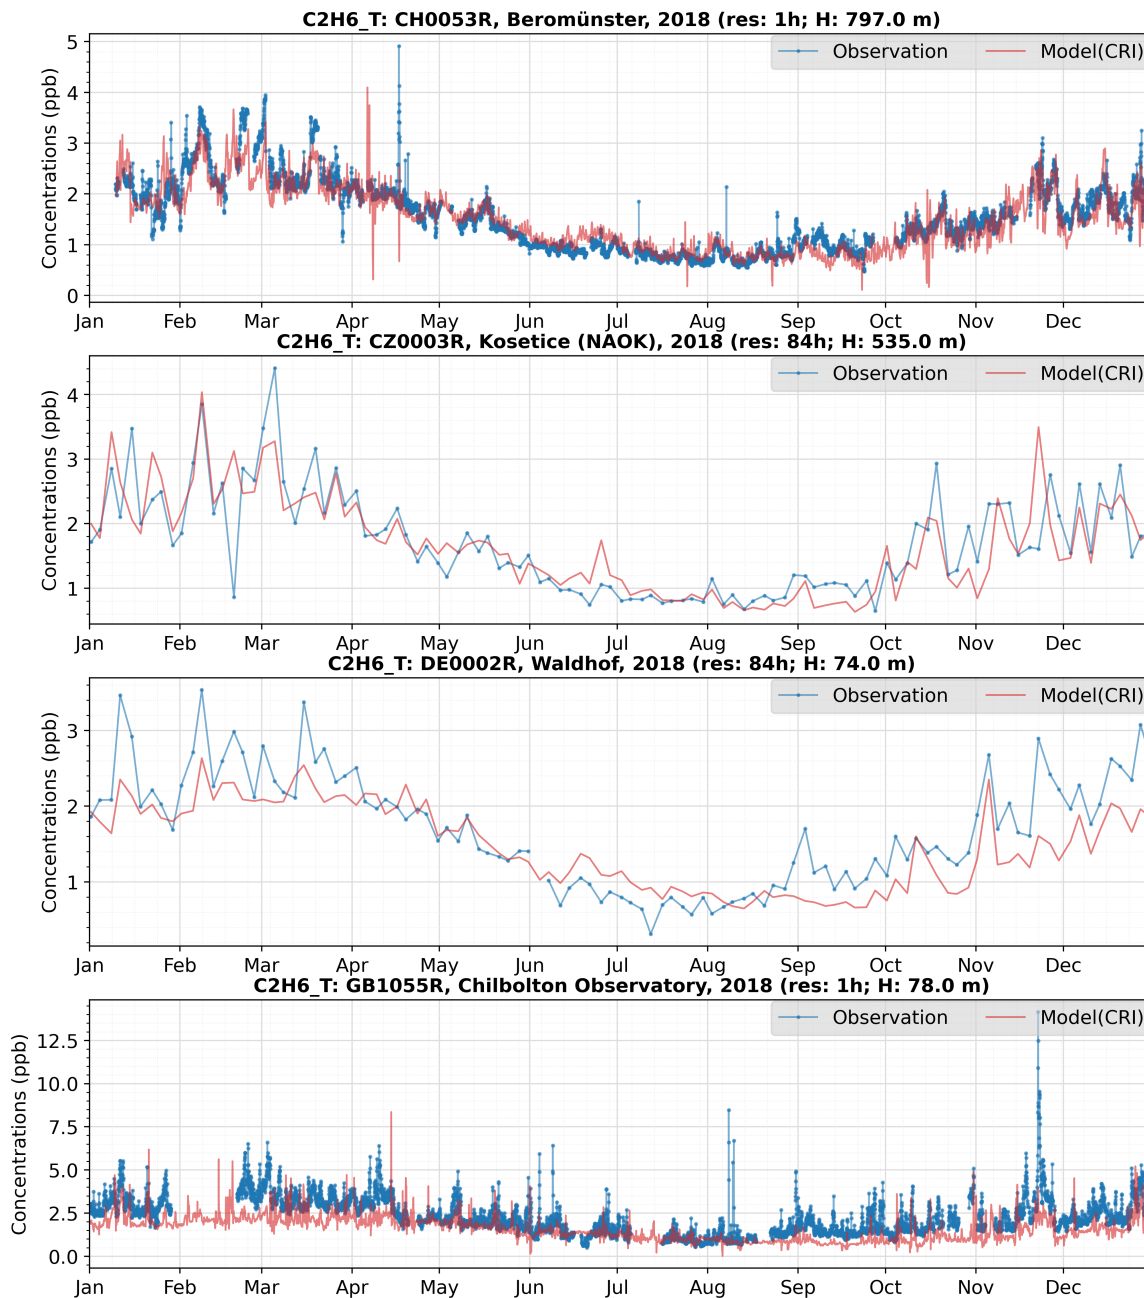 C2H6_T: CH0053R, Beromünster, 2018 (res: 1h; H: 797.0 m)
Observation Model(CRI)
Concentrations (ppb)
5
4
3
2
1
0
Jan Feb Mar Apr May Jun Jul Aug Sep Oct Nov Dec
C2H6_T: CZ0003R, Kosetice (NAOK), 2018 (res: 84h; H: 535.0 m)
Observation Model(CRI)
Concentrations (ppb)
4
3
2
1
Jan Feb Mar Apr May Jun Jul Aug Sep Oct Nov Dec
C2H6_T: DE0002R, Waldhof, 2018 (res: 84h; H: 74.0 m)
Observation Model(CRI)
Concentrations (ppb)
3
2
1
Jan Feb Mar Apr May Jun Jul Aug Sep Oct Nov Dec
C2H6_T: GB1055R, Chilbolton Observatory, 2018 (res: 1h; H: 78.0 m)
Observation Model(CRI)
Concentrations (ppb)
12.5
10.0
7.5
5.0
2.5
0.0
Jan Feb Mar Apr May Jun Jul Aug Sep Oct Nov Dec